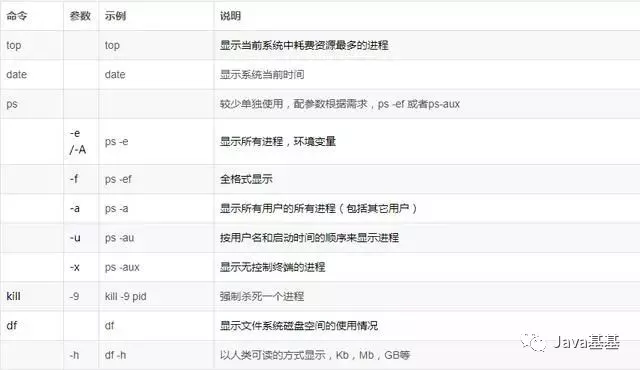 命令 参数 示例 说明
top top 显示当前系统中耗费资源最多的进程
date date 显示系统当前时间
ps 较少单独使用，配参数根据需求，ps -ef 或者ps-aux
-e
/-A ps -e 显示所有进程，环境变量
-f ps -ef 全格式显示
-a ps -a 显示所有用户的所有进程（包括其它用户）
-u ps -au 按用户名和启动时间的顺序来显示进程
-x ps -aux 显示无控制终端的进程
kill -9 kill -9 pid 强制杀死一个进程
df df 显示文件系统磁盘空间的使用情况
-h df -h 以人类可读的方式显示，Kb，Mb，GB等
Java基基